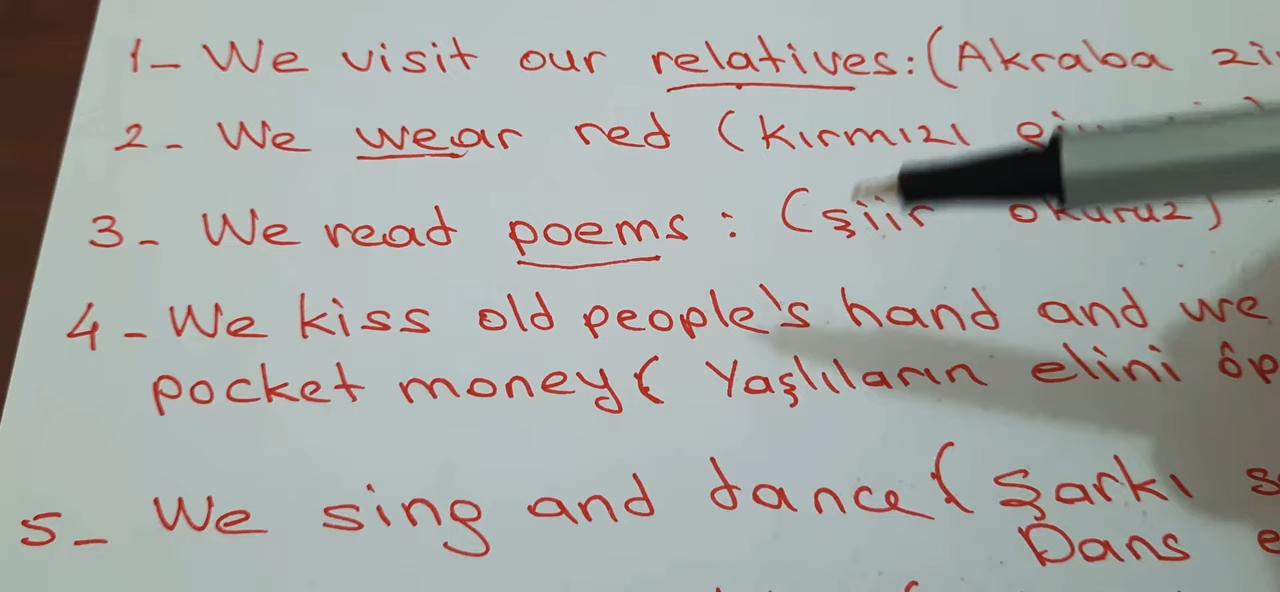 1- We visit our relatives: (Akraba
2- We wear red (Kırmızı
3- We read poems : (Şiir okuruz)
4- We kiss old people's hand and we
pocket money( Yaşlıların elini
5- We sing and dance( Şarkı
Dans